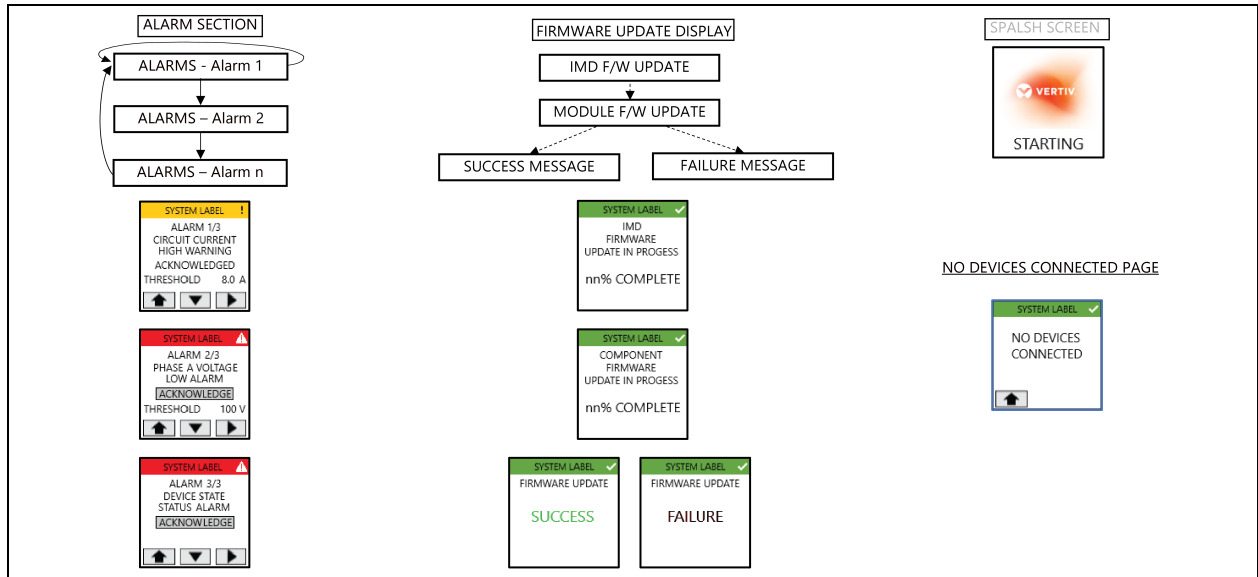 ALARM SECTION
ALARMS - Alarm 1
ALARMS – Alarm 2
ALARMS – Alarm n
SYSTEM LABEL !
ALARM 1/3
CIRCUIT CURRENT
HIGH WARNING
ACKNOWLEDGED
THRESHOLD 8.0 A
SYSTEM LABEL
ALARM 2/3
PHASE A VOLTAGE
LOW ALARM
ACKNOWLEDGE
THRESHOLD 100 V
SYSTEM LABEL
ALARM 3/3
DEVICE STATE
STATUS ALARM
ACKNOWLEDGE
FIRMWARE UPDATE DISPLAY
IMD F/W UPDATE
MODULE F/W UPDATE
SUCCESS MESSAGE
FAILURE MESSAGE
SYSTEM LABEL
IMD
FIRMWARE
UPDATE IN PROGESS
nn% COMPLETE
SYSTEM LABEL
COMPONENT
FIRMWARE
UPDATE IN PROGESS
nn% COMPLETE
SYSTEM LABEL
FIRMWARE UPDATE
SUCCESS
SYSTEM LABEL
FIRMWARE UPDATE
FAILURE
SPALSH SCREEN
VERTIV
STARTING
NO DEVICES CONNECTED PAGE
SYSTEM LABEL
NO DEVICES
CONNECTED